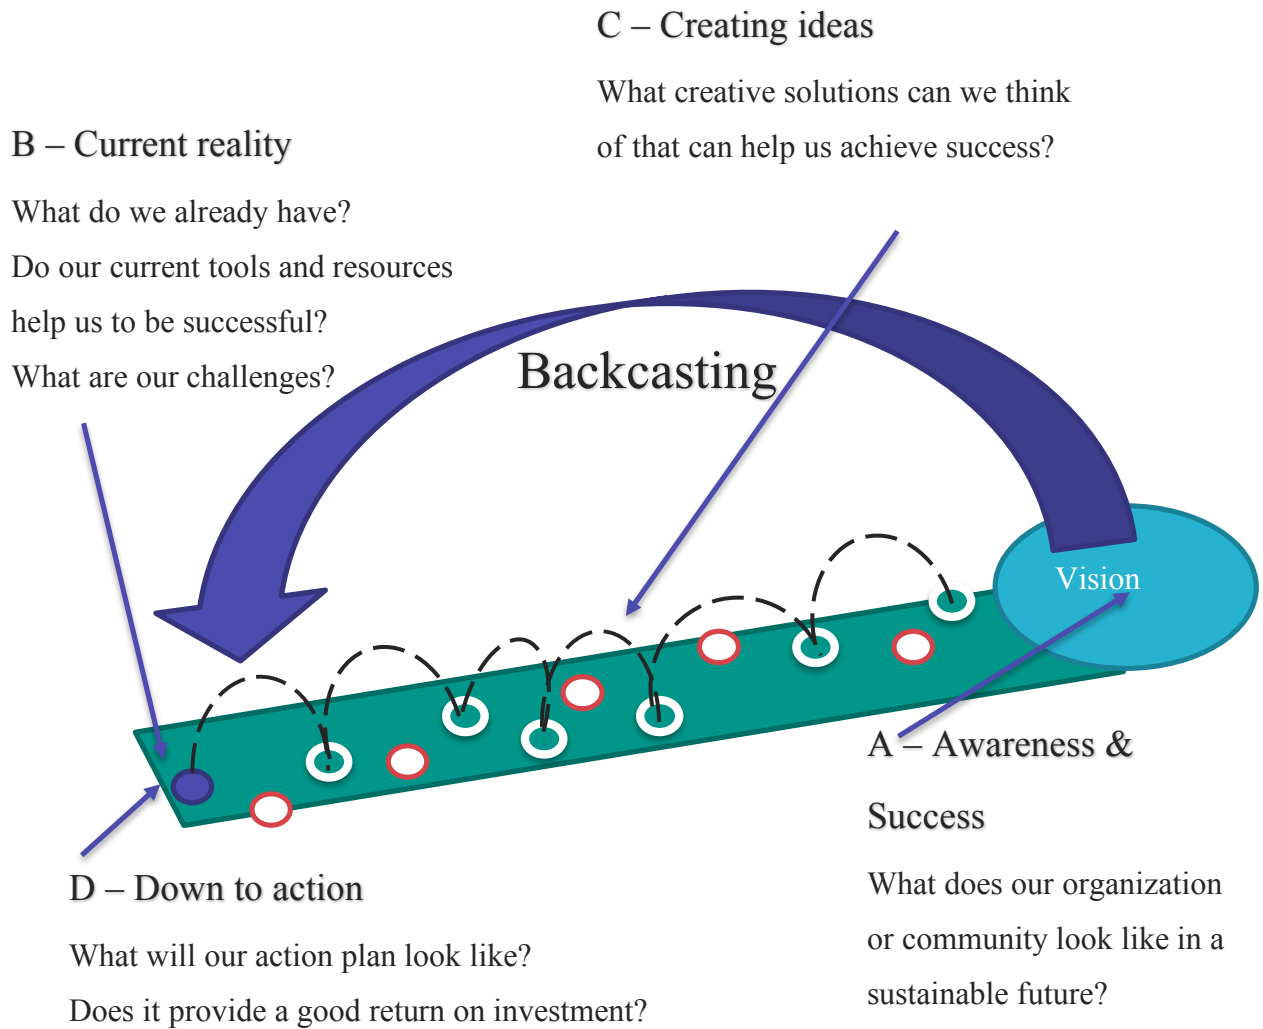 C – Creating ideas
What creative solutions can we think
of that can help us achieve success?
B – Current reality
What do we already have?
Do our current tools and resources
help us to be successful?
What are our challenges?
Backcasting
Vision
A – Awareness &
Success
What does our organization
or community look like in a
sustainable future?
D – Down to action
What will our action plan look like?
Does it provide a good return on investment?